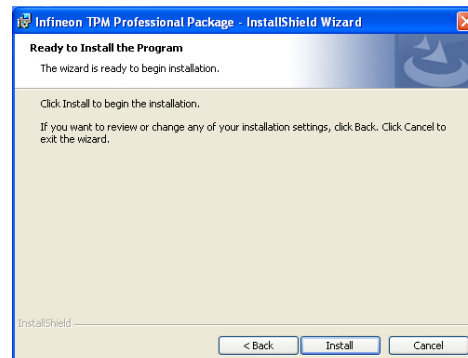 Infineon TPM Professional Package - InstallShield Wizard
Ready to Install the Program
The wizard is ready to begin installation.
Click Install to begin the installation.
If you want to review or change any of your installation settings, click Back. Click Cancel to
exit the wizard.
InstallShield
< Back Install Cancel